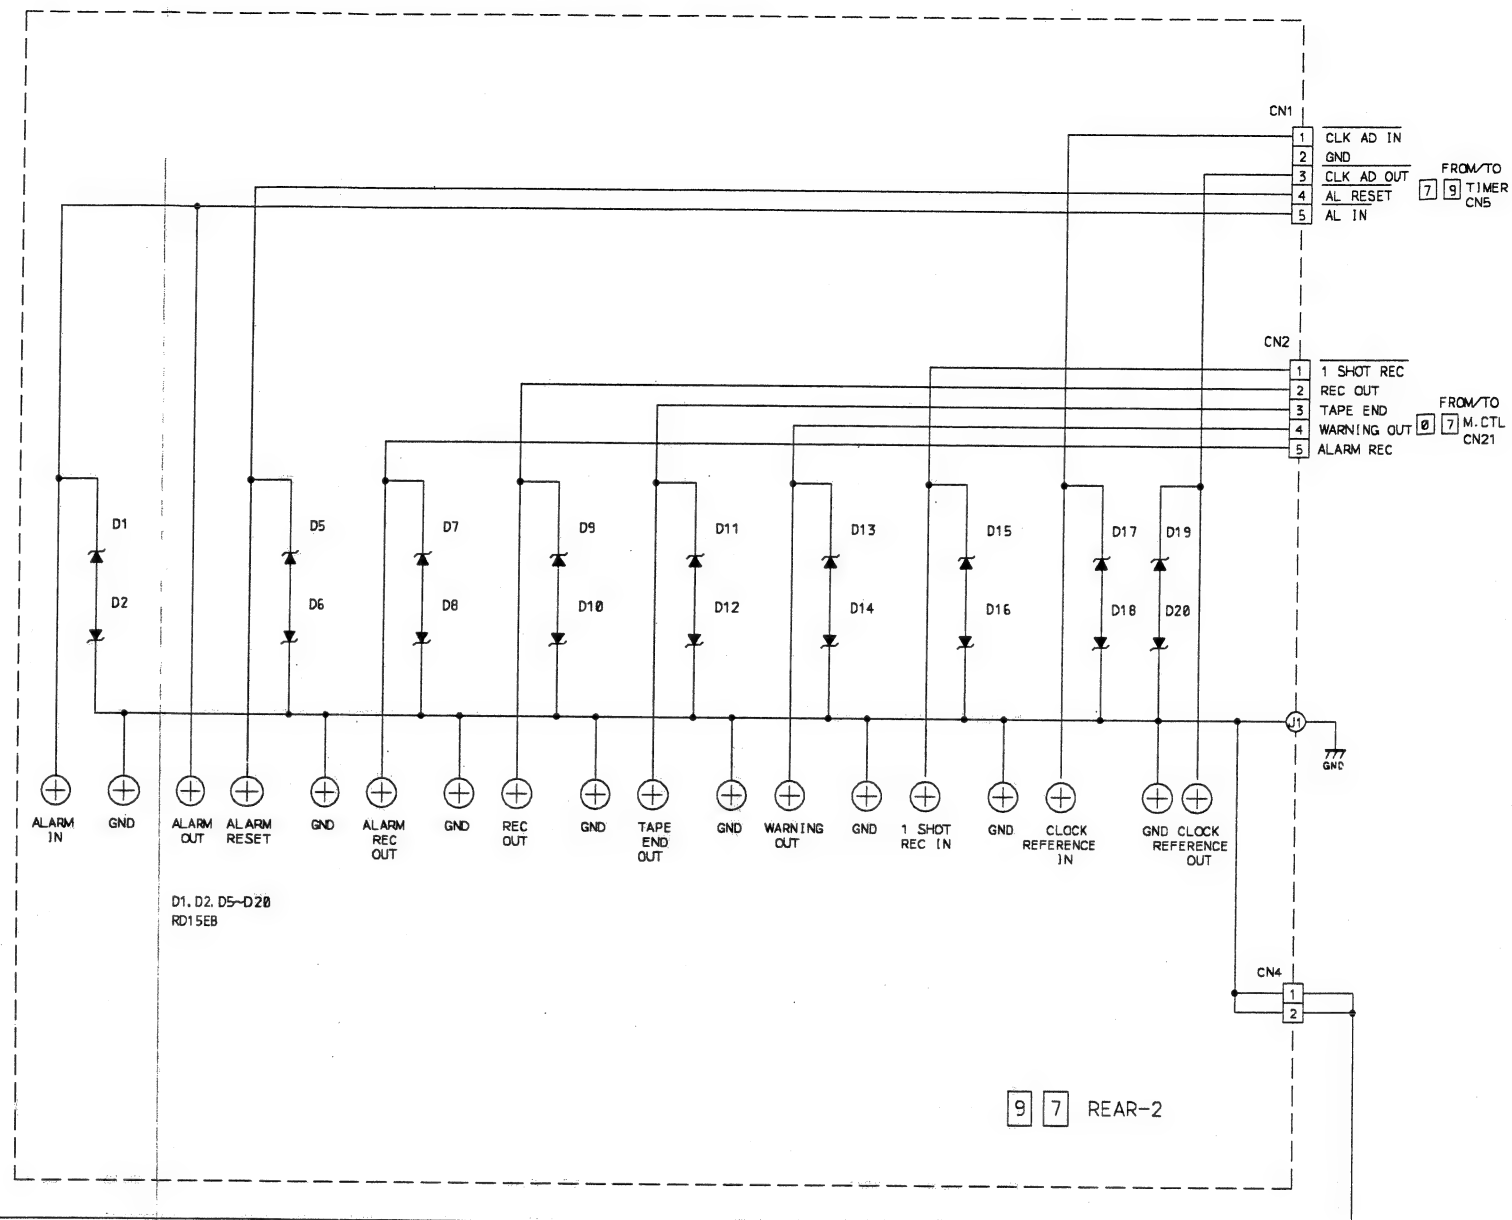 CN1
1 CLK AD IN
2 GND
3 CLK AD OUT
4 AL RESET
5 AL IN
FROM/TO
7 9 TIMER
CN5
CN2
1 1 SHOT REC
2 REC OUT
3 TAPE END
4 WARNING OUT
5 ALARM REC
FROM/TO
0 7 M.CTL
CN21
D1 D5 D7 D9 D11 D13 D15 D17 D19
D2 D6 D8 D10 D12 D14 D16 D18 D20
J1
GND
ALARM
IN
GND
ALARM
OUT
ALARM
RESET
GND
ALARM
REC
OUT
GND
REC
OUT
GND
TAPE
END
OUT
GND
WARNING
OUT
GND
1 SHOT
REC IN
GND
CLOCK
REFERENCE
IN
GND
CLOCK
REFERENCE
OUT
D1, D2, D5~D20
RD15EB
CN4
1
2
9 7 REAR-2